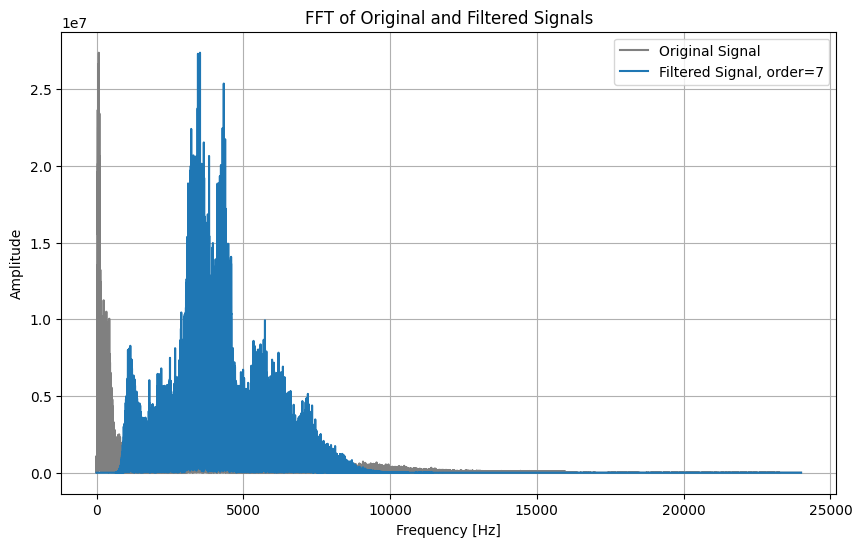 FFT of Original and Filtered Signals
1e7
Original Signal
Filtered Signal, order=7
2.5
2.0
1.5
1.0
0.5
0.0
Amplitude
0 5000 10000 15000 20000 25000
Frequency [Hz]